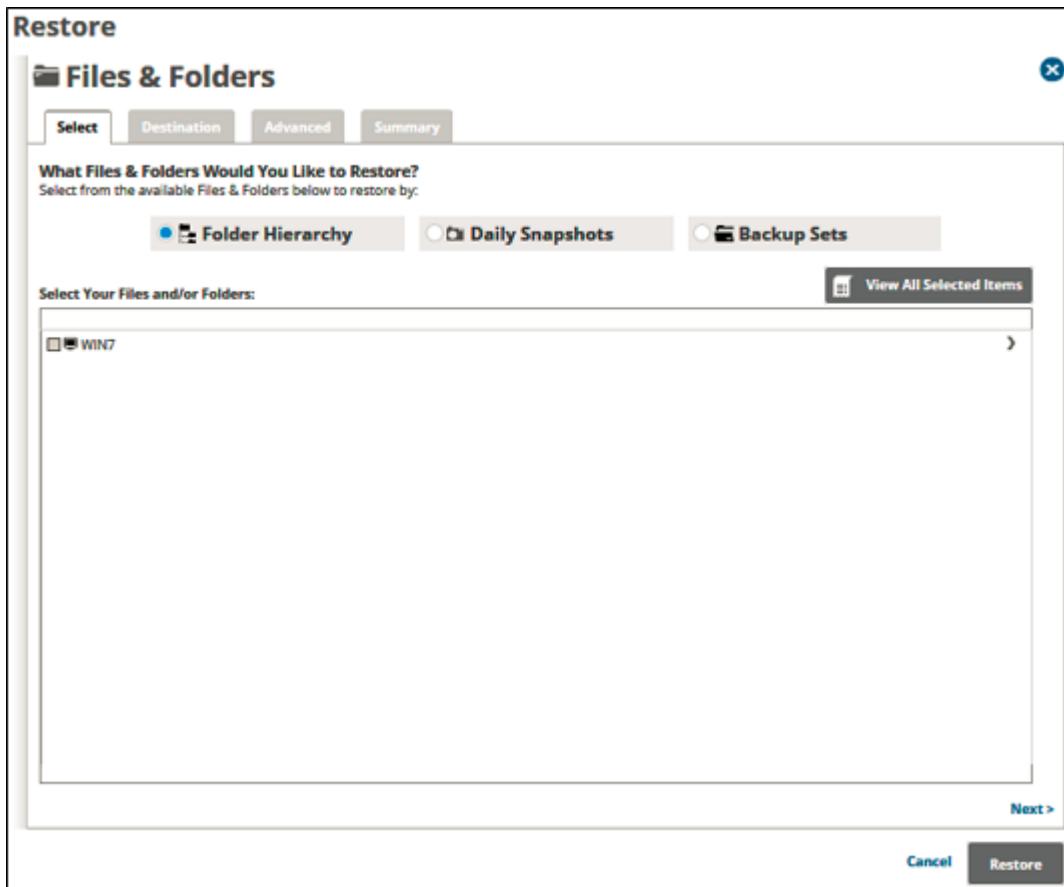 Restore
Files & Folders
Select Destination Advanced Summary
What Files & Folders Would You Like to Restore?
Select from the available Files & Folders below to restore by:
Folder Hierarchy Daily Snapshots Backup Sets
View All Selected Items
Select Your Files and/or Folders:
WIN7
Next >
Cancel Restore